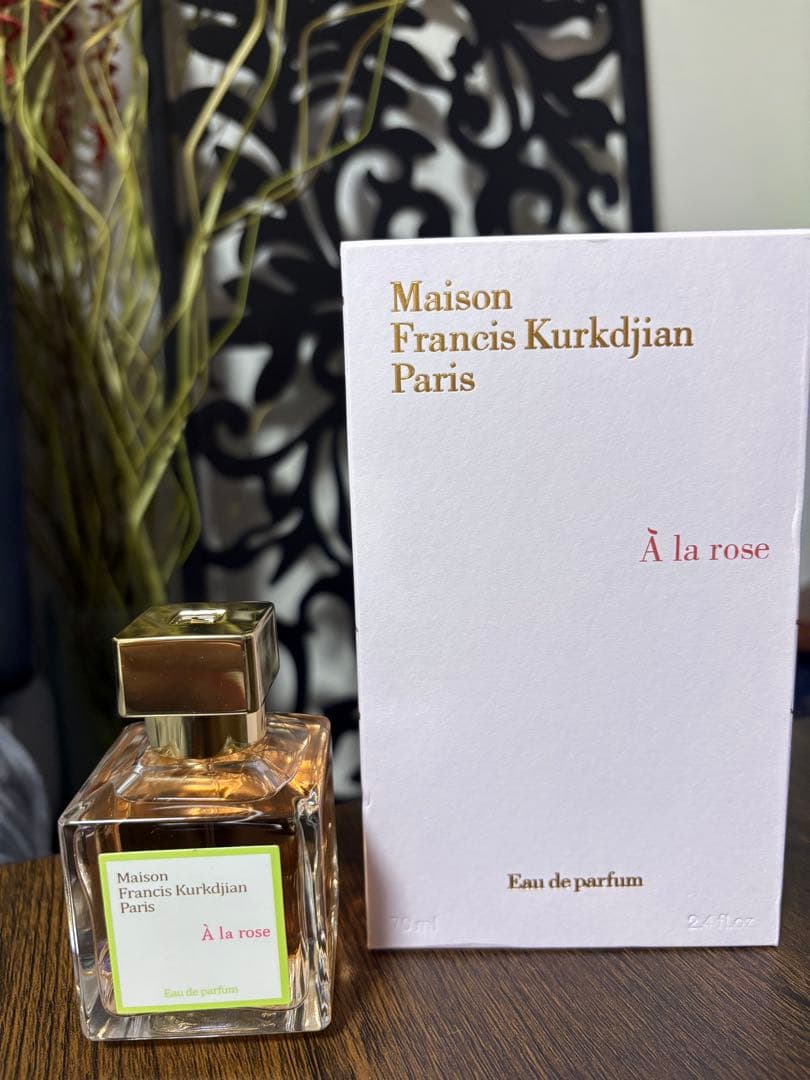 Maison
Francis Kurkdjian
Paris
À la rose
Eau de parfum
70 ml
2.4 fl.oz
Maison
Francis Kurkdjian
Paris
À la rose
Eau de parfum